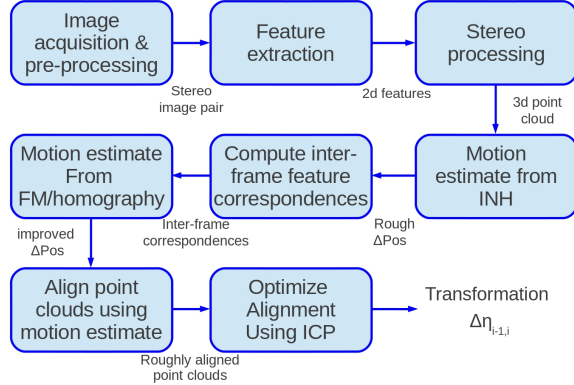 Image
acquisition &
pre-processing
Feature
extraction
Stereo
processing
Stereo
image pair
2d features
3d point
cloud
Motion estimate
From
FM/homography
Compute inter-
frame feature
correspondences
Motion
estimate from
INH
improved
ΔPos
Inter-frame
correspondences
Rough
ΔPos
Align point
clouds using
motion estimate
Optimize
Alignment
Using ICP
Transformation
Δη i-1,i
Roughly aligned
point clouds